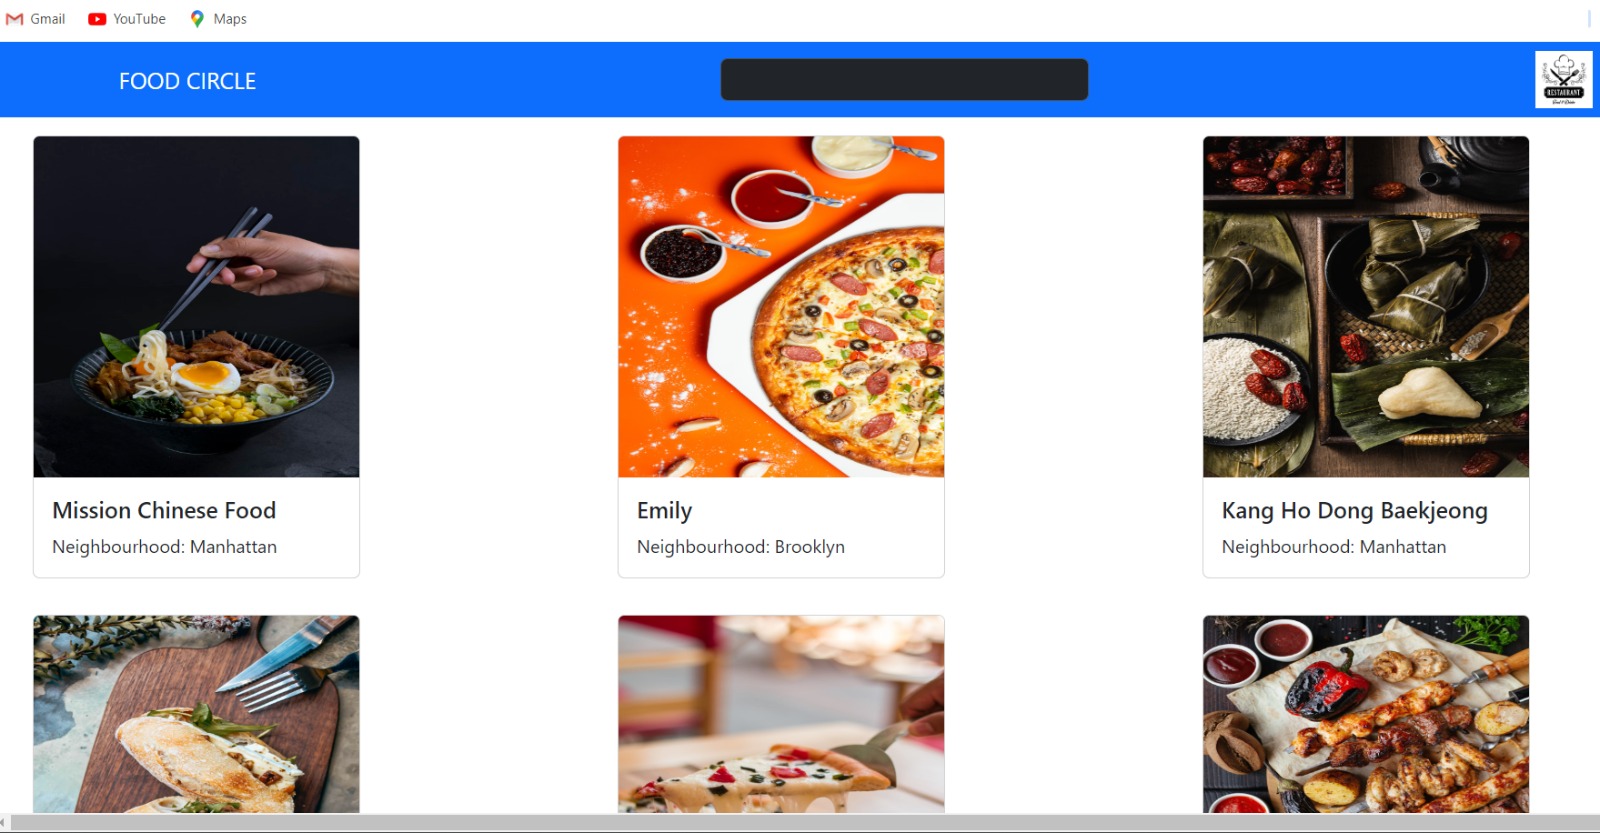 Gmail
YouTube
Maps
FOOD CIRCLE
RESTAURANT
Mission Chinese Food
Neighbourhood: Manhattan
Emily
Neighbourhood: Brooklyn
Kang Ho Dong Baekjeong
Neighbourhood: Manhattan